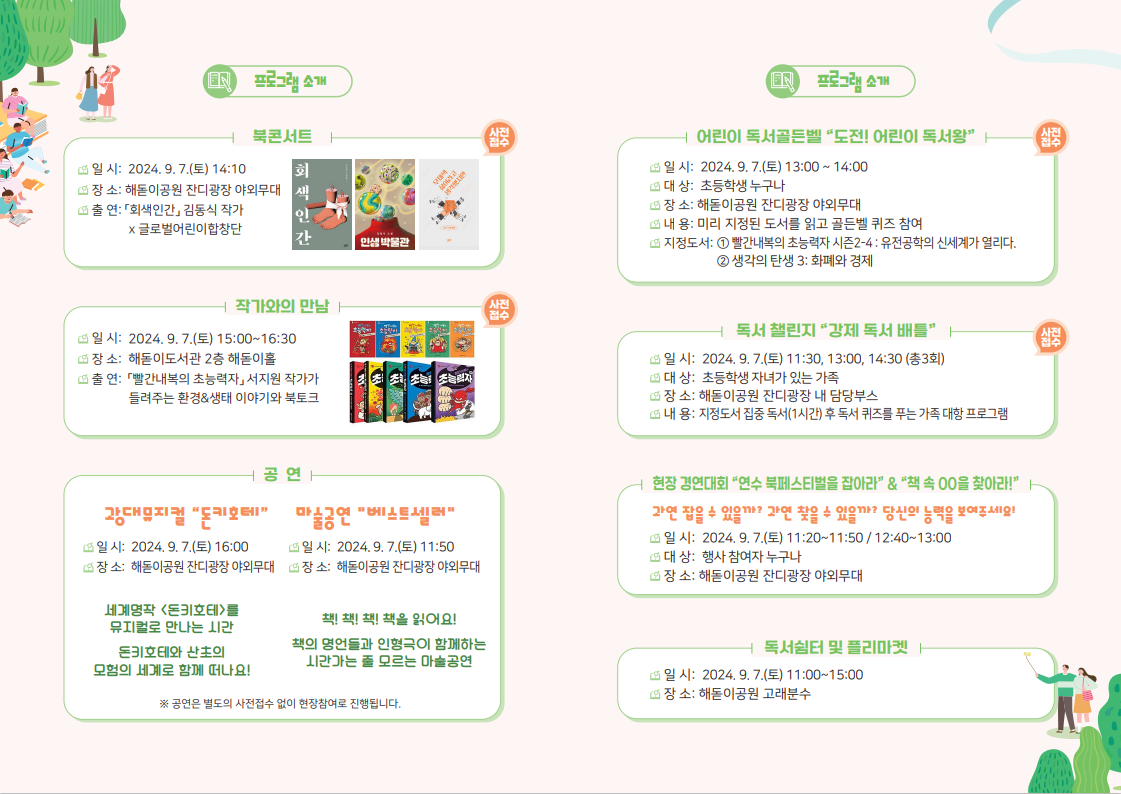 프로그램 소개
북콘서트
사전
접수
일 시: 2024. 9. 7.(토) 14:10
장 소: 해돋이공원 잔디광장 야외무대
출 연: 「회색인간」 김동식 작가
x 글로벌어린이합창단
회색인간
인생 박물관
작가와의 만남
사전
접수
일 시: 2024. 9. 7.(토) 15:00~16:30
장 소: 해돋이도서관 2층 해돋이홀
출 연: 「빨간내복의 초능력자」 서지원 작가가
들려주는 환경&생태 이야기와 북토크
초능력자
공 연
광대뮤지컬 "돈키호테"
일 시: 2024. 9. 7.(토) 16:00
장 소: 해돋이공원 잔디광장 야외무대
세계명작 <돈키호테>를
뮤지컬로 만나는 시간
돈키호테와 산초의
모험의 세계로 함께 떠나요!
마술공연 "베스트셀러"
일 시: 2024. 9. 7.(토) 11:50
장 소: 해돋이공원 잔디광장 야외무대
책! 책! 책! 책을 읽어요!
책의 명언들과 인형극이 함께하는
시간가는 줄 모르는 마술공연
※ 공연은 별도의 사전접수 없이 현장참여로 진행됩니다.
프로그램 소개
어린이 독서골든벨 “도전! 어린이 독서왕”
사전
접수
일 시: 2024. 9. 7.(토) 13:00 ~ 14:00
대 상: 초등학생 누구나
장 소: 해돋이공원 잔디광장 야외무대
내 용: 미리 지정된 도서를 읽고 골든벨 퀴즈 참여
지정도서: ① 빨간내복의 초능력자 시즌2-4 : 유전공학의 신세계가 열리다.
② 생각의 탄생 3: 화폐와 경제
독서 챌린지 “강제 독서 배틀”
사전
접수
일 시: 2024. 9. 7.(토) 11:30, 13:00, 14:30 (총3회)
대 상: 초등학생 자녀가 있는 가족
장 소: 해돋이공원 잔디광장 내 담당부스
내 용: 지정도서 집중 독서(1시간) 후 독서 퀴즈를 푸는 가족 대항 프로그램
현장 경연대회 “연수 북페스티벌을 잡아라” & “책 속 OO을 찾아라!”
과연 잡을 수 있을까? 과연 찾을 수 있을까? 당신의 능력을 보여주세요!
일 시: 2024. 9. 7.(토) 11:20~11:50 / 12:40~13:00
대 상: 행사 참여자 누구나
장 소: 해돋이공원 잔디광장 야외무대
독서쉼터 및 플리마켓
일 시: 2024. 9. 7.(토) 11:00~15:00
장 소: 해돋이공원 고래분수